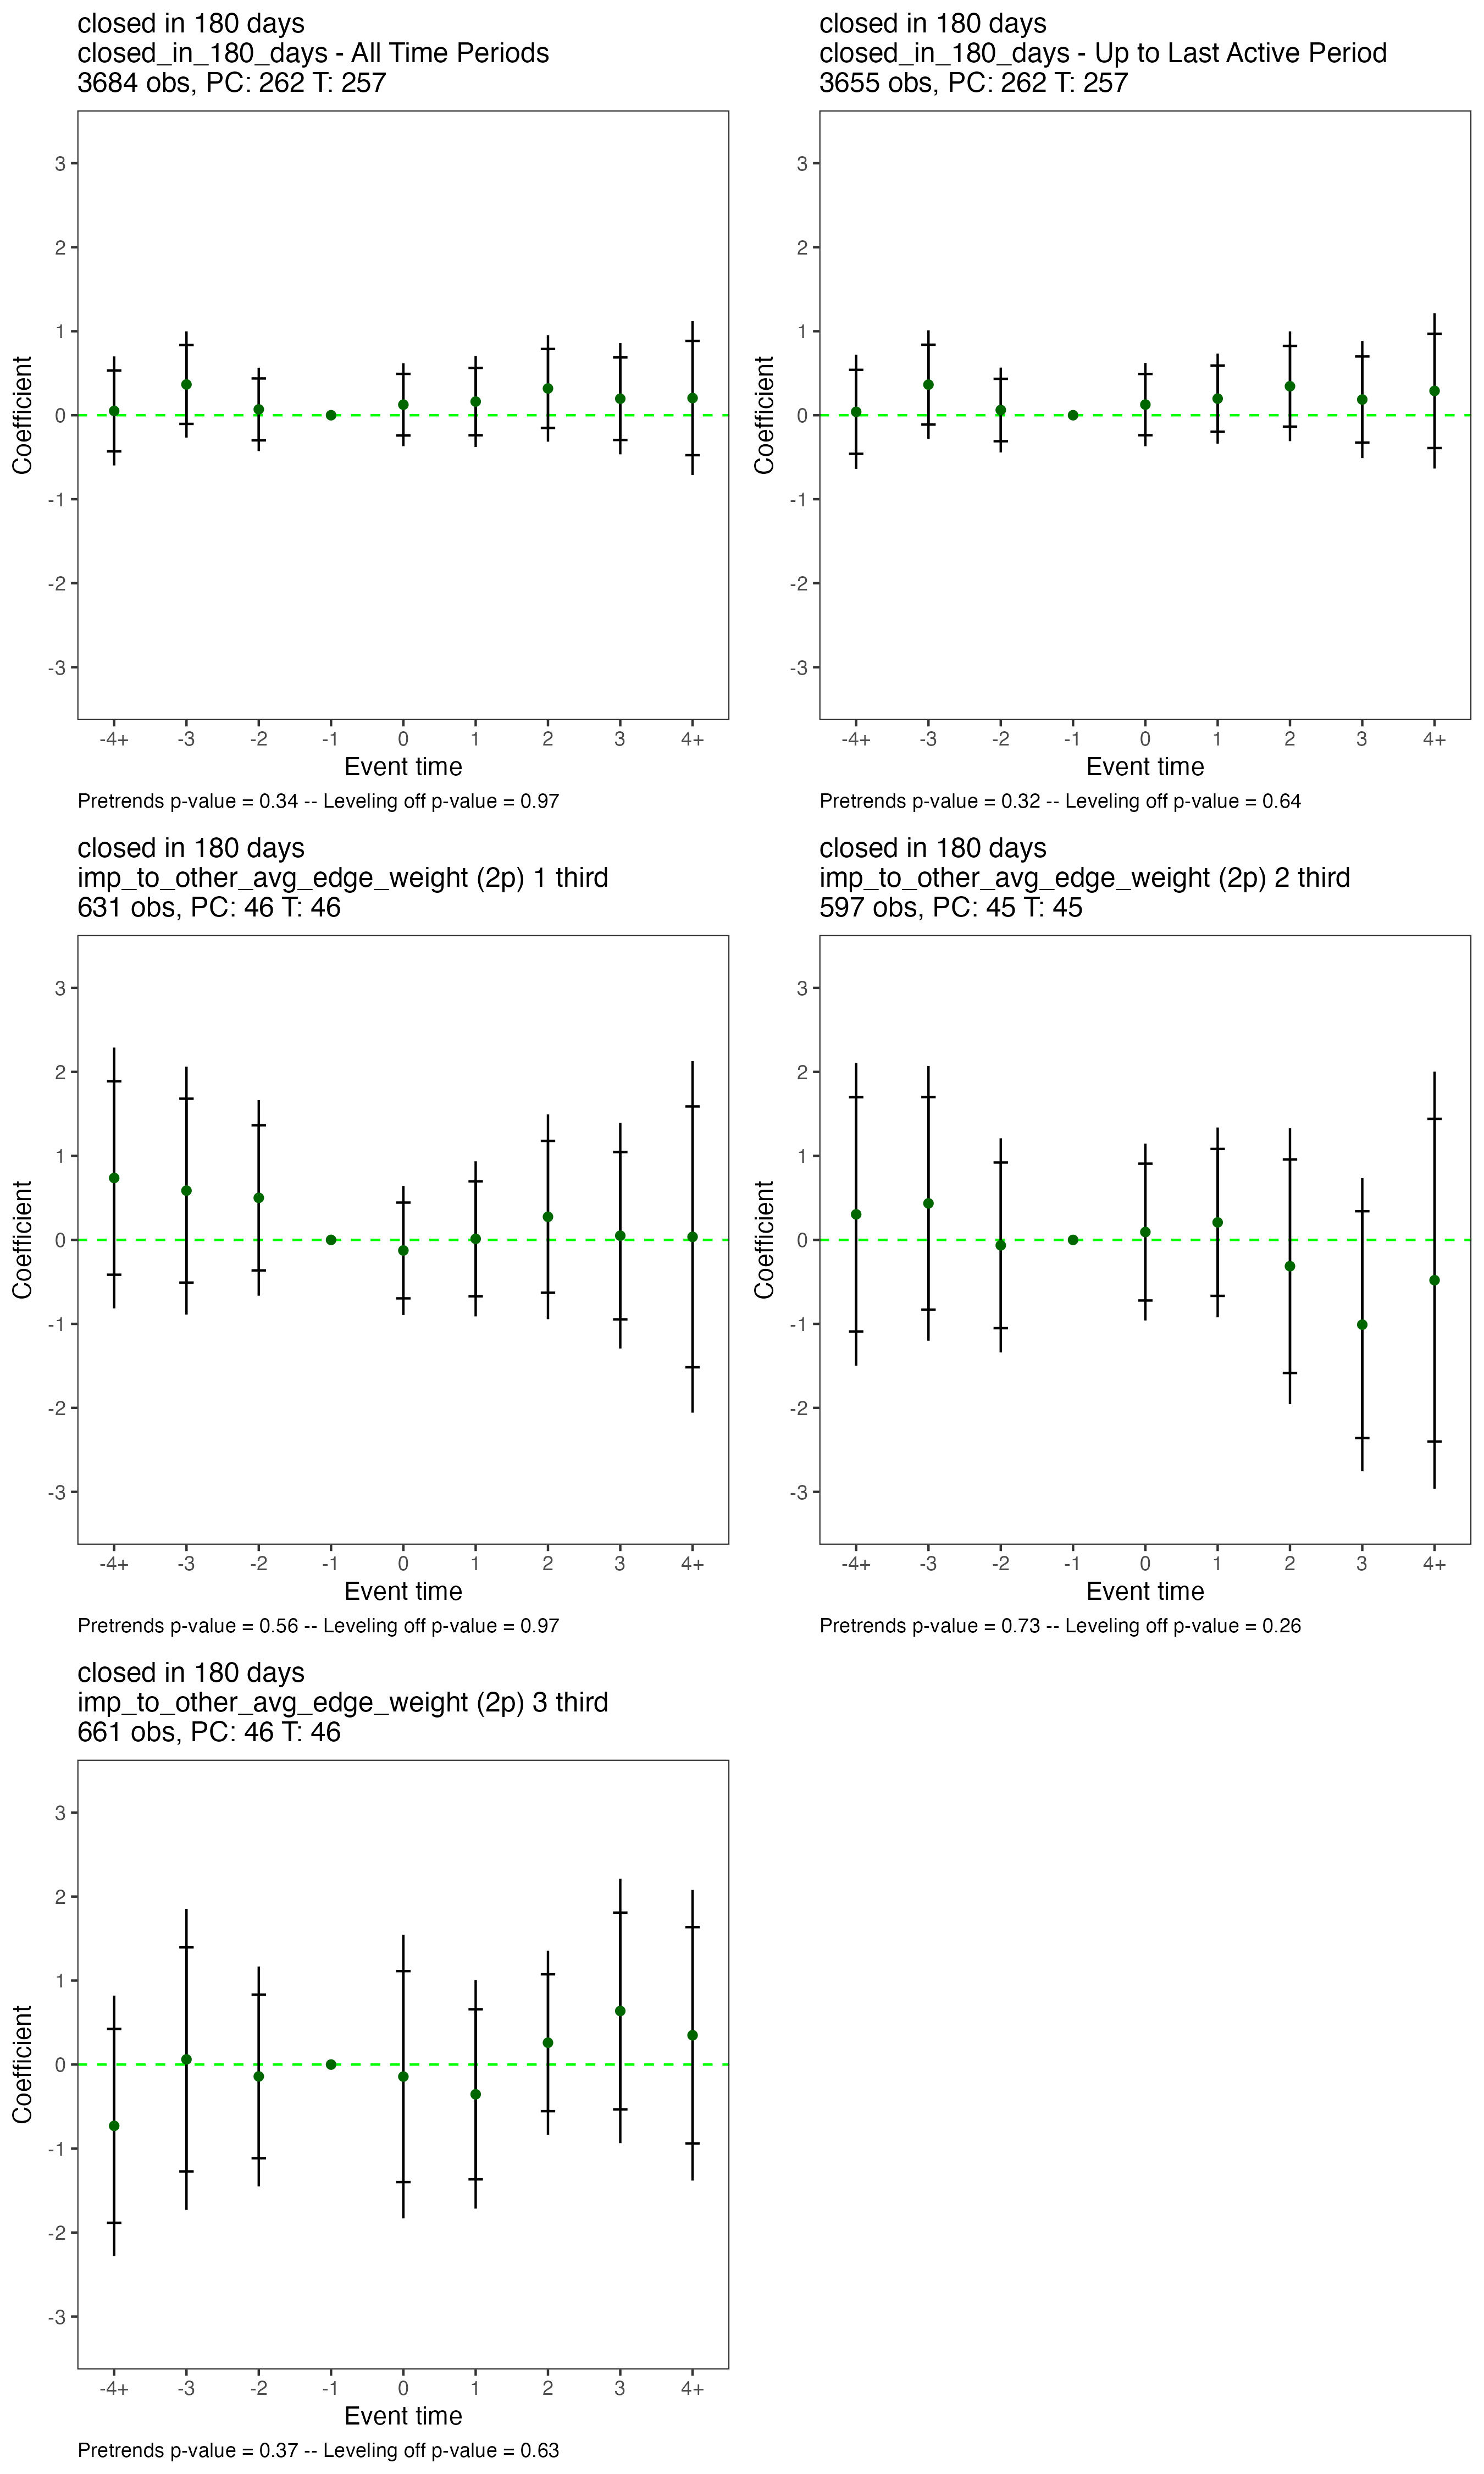 closed in 180 days
closed_in_180_days - All Time Periods
3684 obs, PC: 262 T: 257
3
2
1
0
-1
-2
-3
Coefficient
-4+ -3 -2 -1 0 1 2 3 4+
Event time
Pretrends p-value = 0.34 -- Leveling off p-value = 0.97
closed in 180 days
closed_in_180_days - Up to Last Active Period
3655 obs, PC: 262 T: 257
3
2
1
0
-1
-2
-3
Coefficient
-4+ -3 -2 -1 0 1 2 3 4+
Event time
Pretrends p-value = 0.32 -- Leveling off p-value = 0.64
closed in 180 days
imp_to_other_avg_edge_weight (2p) 1 third
631 obs, PC: 46 T: 46
3
2
1
0
-1
-2
-3
Coefficient
-4+ -3 -2 -1 0 1 2 3 4+
Event time
Pretrends p-value = 0.56 -- Leveling off p-value = 0.97
closed in 180 days
imp_to_other_avg_edge_weight (2p) 2 third
597 obs, PC: 45 T: 45
3
2
1
0
-1
-2
-3
Coefficient
-4+ -3 -2 -1 0 1 2 3 4+
Event time
Pretrends p-value = 0.73 -- Leveling off p-value = 0.26
closed in 180 days
imp_to_other_avg_edge_weight (2p) 3 third
661 obs, PC: 46 T: 46
3
2
1
0
-1
-2
-3
Coefficient
-4+ -3 -2 -1 0 1 2 3 4+
Event time
Pretrends p-value = 0.37 -- Leveling off p-value = 0.63